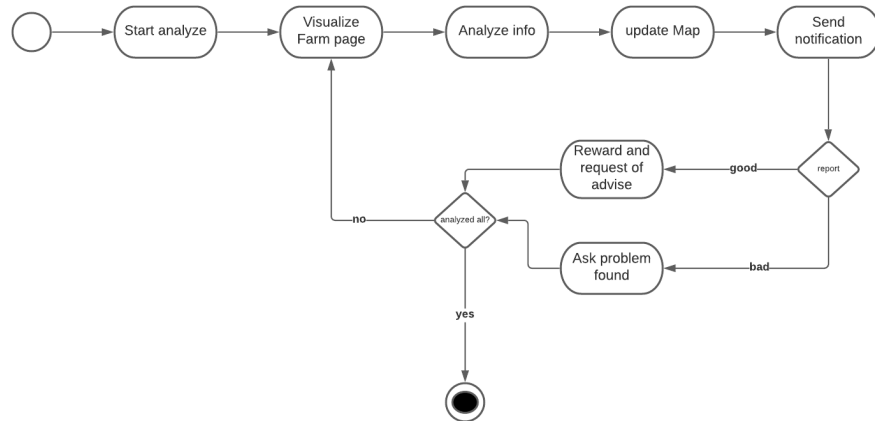 Start analyze
Visualize
Farm page
Analyze info
update Map
Send
notification
Reward and
request of
advise
good
report
analyzed all?
no
Ask problem
found
bad
yes